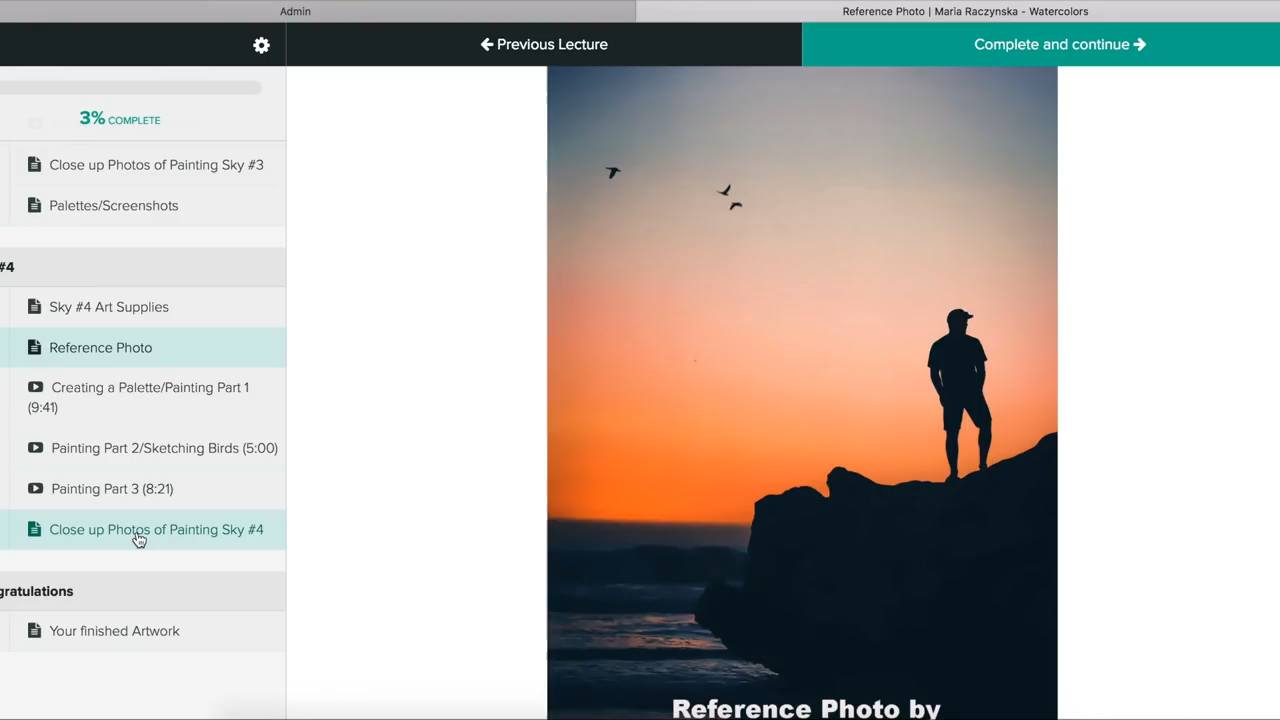 Admin
Reference Photo | Maria Raczynska - Watercolors
Previous Lecture
Complete and continue
3% COMPLETE
Close up Photos of Painting Sky #3
Palettes/Screenshots
#4
Sky #4 Art Supplies
Reference Photo
Creating a Palette/Painting Part 1
(9:41)
Painting Part 2/Sketching Birds (5:00)
Painting Part 3 (8:21)
Close up Photos of Painting Sky #4
gratulations
Your finished Artwork
Reference Photo by